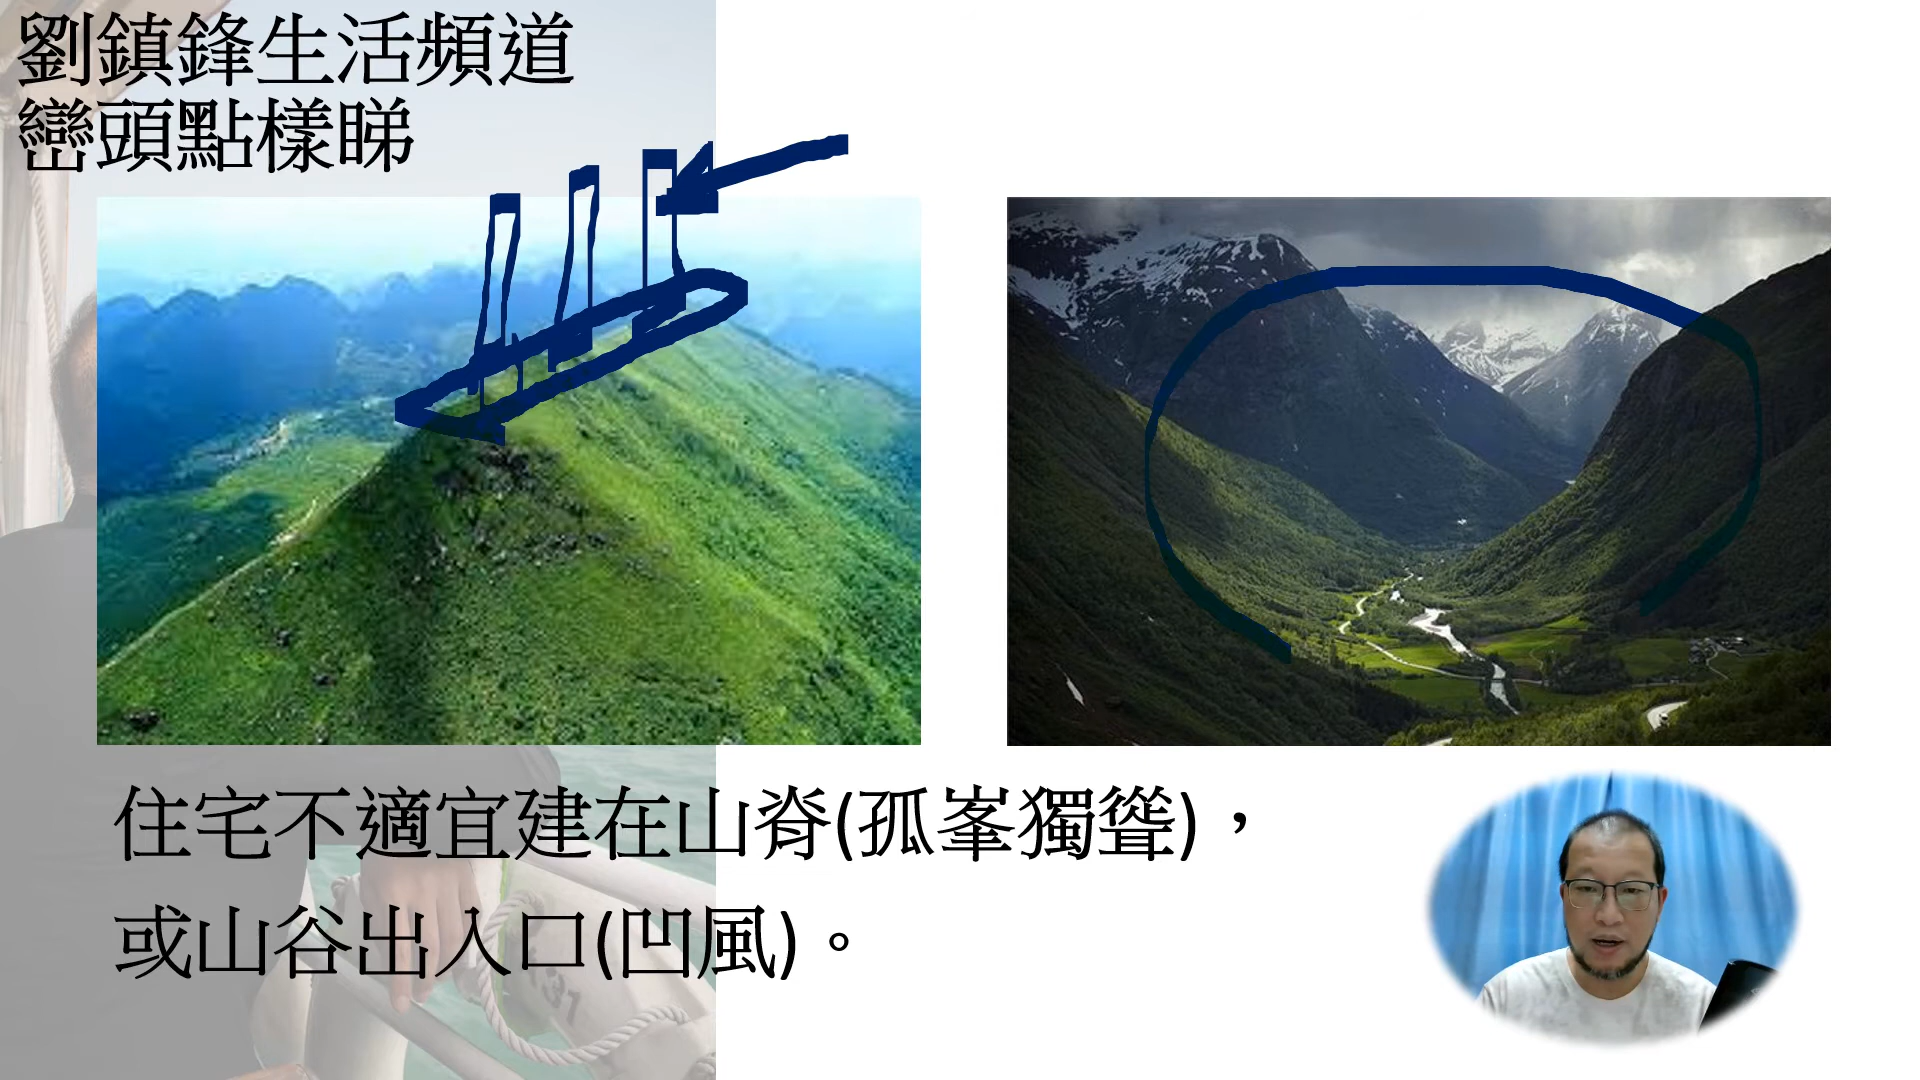 劉鎮鋒生活頻道
巒頭點樣睇
住宅不適宜建在山脊(孤峯獨聳)，
或山谷出入口(凹風)。
37